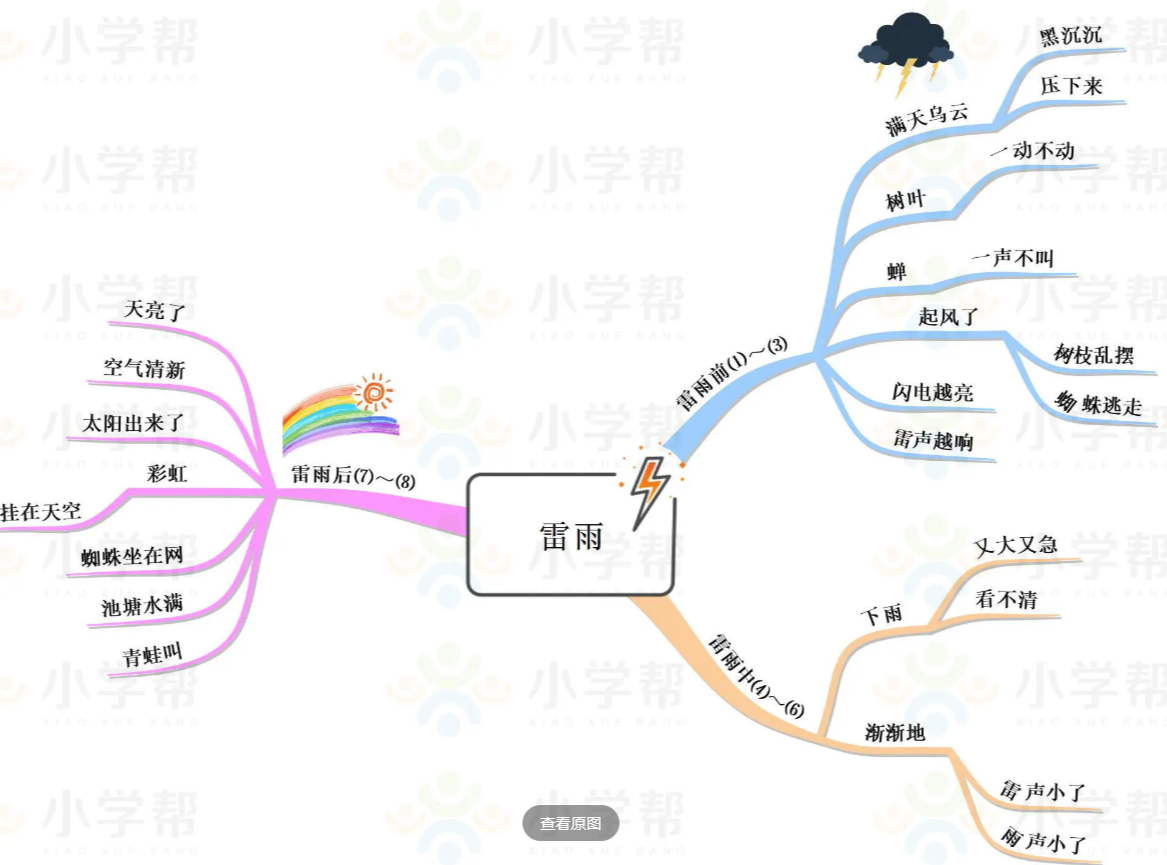 雷雨
雷雨前(1)～(3)
满天乌云
黑沉沉
压下来
树叶
一动不动
蝉
一声不叫
起风了
树枝乱摆
蜘蛛逃走
闪电越亮
雷声越响
雷雨中(4)～(6)
下雨
又大又急
看不清
渐渐地
雷声小了
雨声小了
雷雨后(7)～(8)
天亮了
空气清新
太阳出来了
彩虹
挂在天空
蜘蛛坐在网
池塘水满
青蛙叫
查看原图
小学帮
XIAO XUE BANG